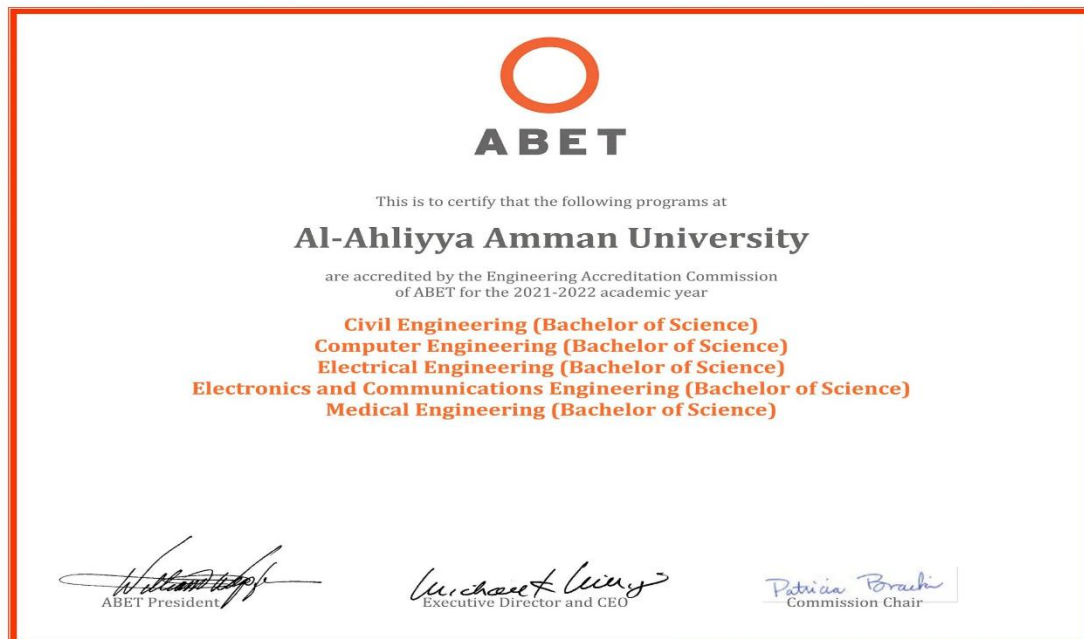 ABET
This is to certify that the following programs at
Al-Ahliyya Amman University
are accredited by the Engineering Accreditation Commission
of ABET for the 2021-2022 academic year
Civil Engineering (Bachelor of Science)
Computer Engineering (Bachelor of Science)
Electrical Engineering (Bachelor of Science)
Electronics and Communications Engineering (Bachelor of Science)
Medical Engineering (Bachelor of Science)
Patricia
ABET President
Executive Director and CEO
Commission Chair